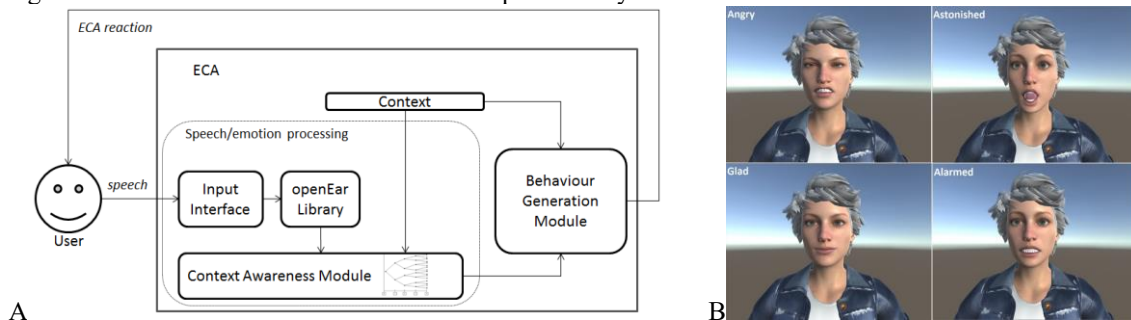 ECA reaction
ECA
Context
Speech/emotion processing
speech
Input
Interface
openEar
Library
Behaviour
Generation
Module
User
Context Awareness Module
A
Angry
Astonished
Glad
Alarmed
B